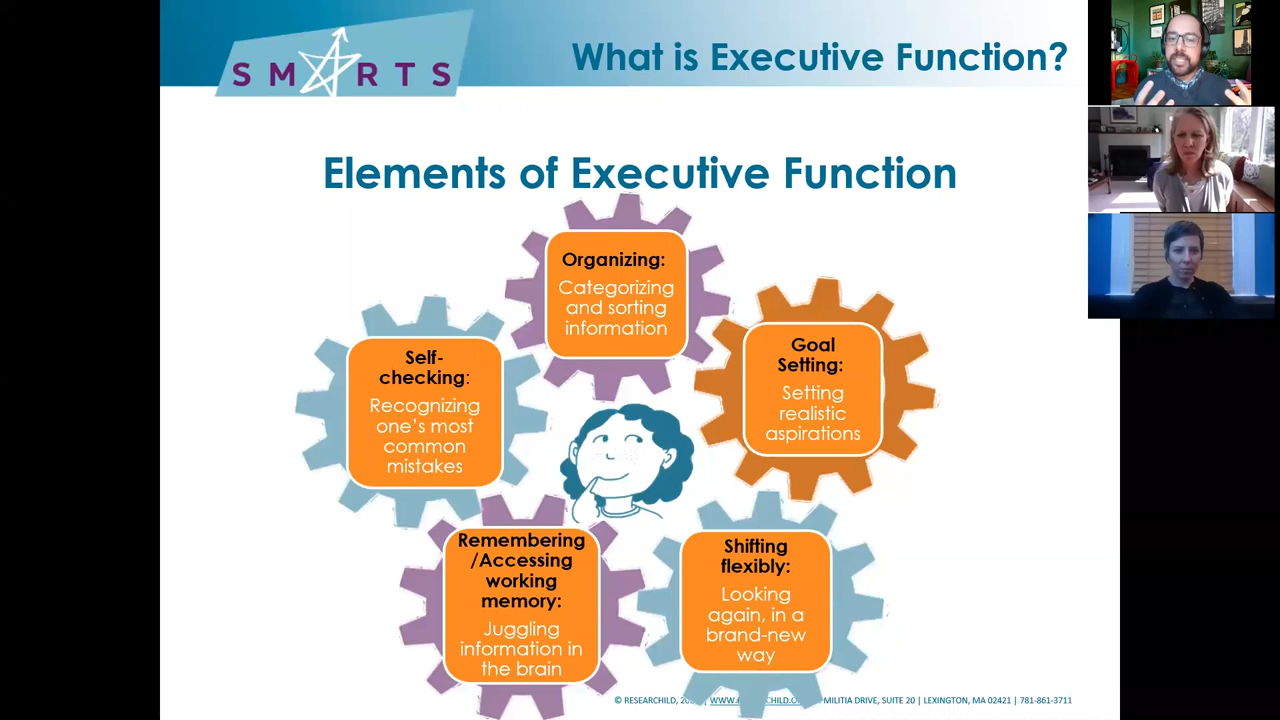 SMARTS
What is Executive Function?
Elements of Executive Function
Organizing:
Categorizing
and sorting
information
Goal
Setting:
Setting
realistic
aspirations
Self-
checking:
Recognizing
one's most
common
mistakes
Remembering
/Accessing
working
memory:
Juggling
information in
the brain
Shifting
flexibly:
Looking
again, in a
brand-new
way
© RESEARCHILD, MILITIA DRIVE, SUITE 20 | LEXINGTON, MA 02421 | 781-861-3711